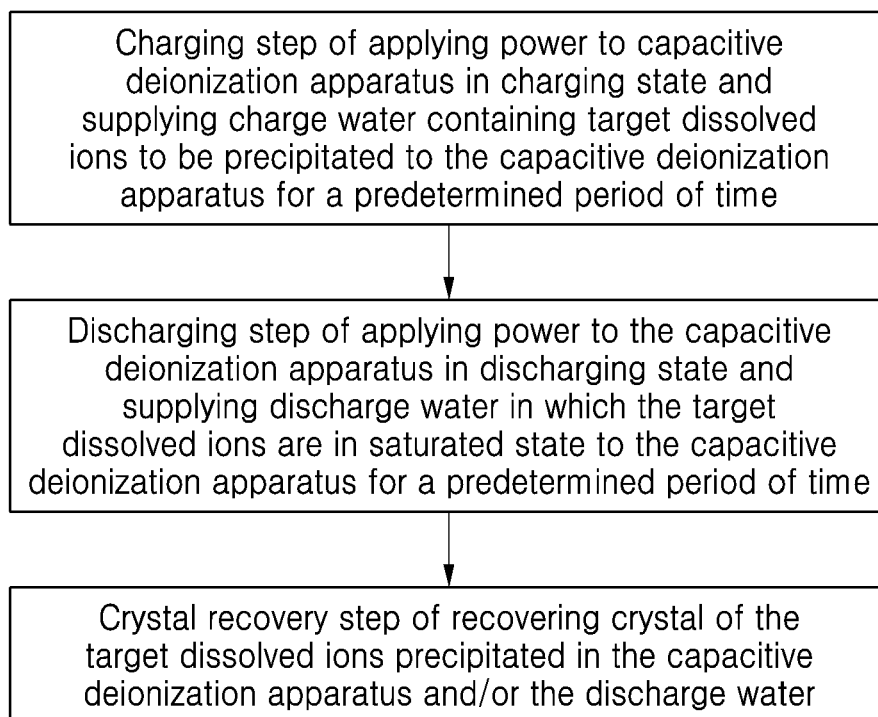 Charging step of applying power to capacitive
deionization apparatus in charging state and
supplying charge water containing target dissolved
ions to be precipitated to the capacitive deionization
apparatus for a predetermined period of time
Discharging step of applying power to the capacitive
deionization apparatus in discharging state and
supplying discharge water in which the target
dissolved ions are in saturated state to the capacitive
deionization apparatus for a predetermined period of time
Crystal recovery step of recovering crystal of the
target dissolved ions precipitated in the capacitive
deionization apparatus and/or the discharge water